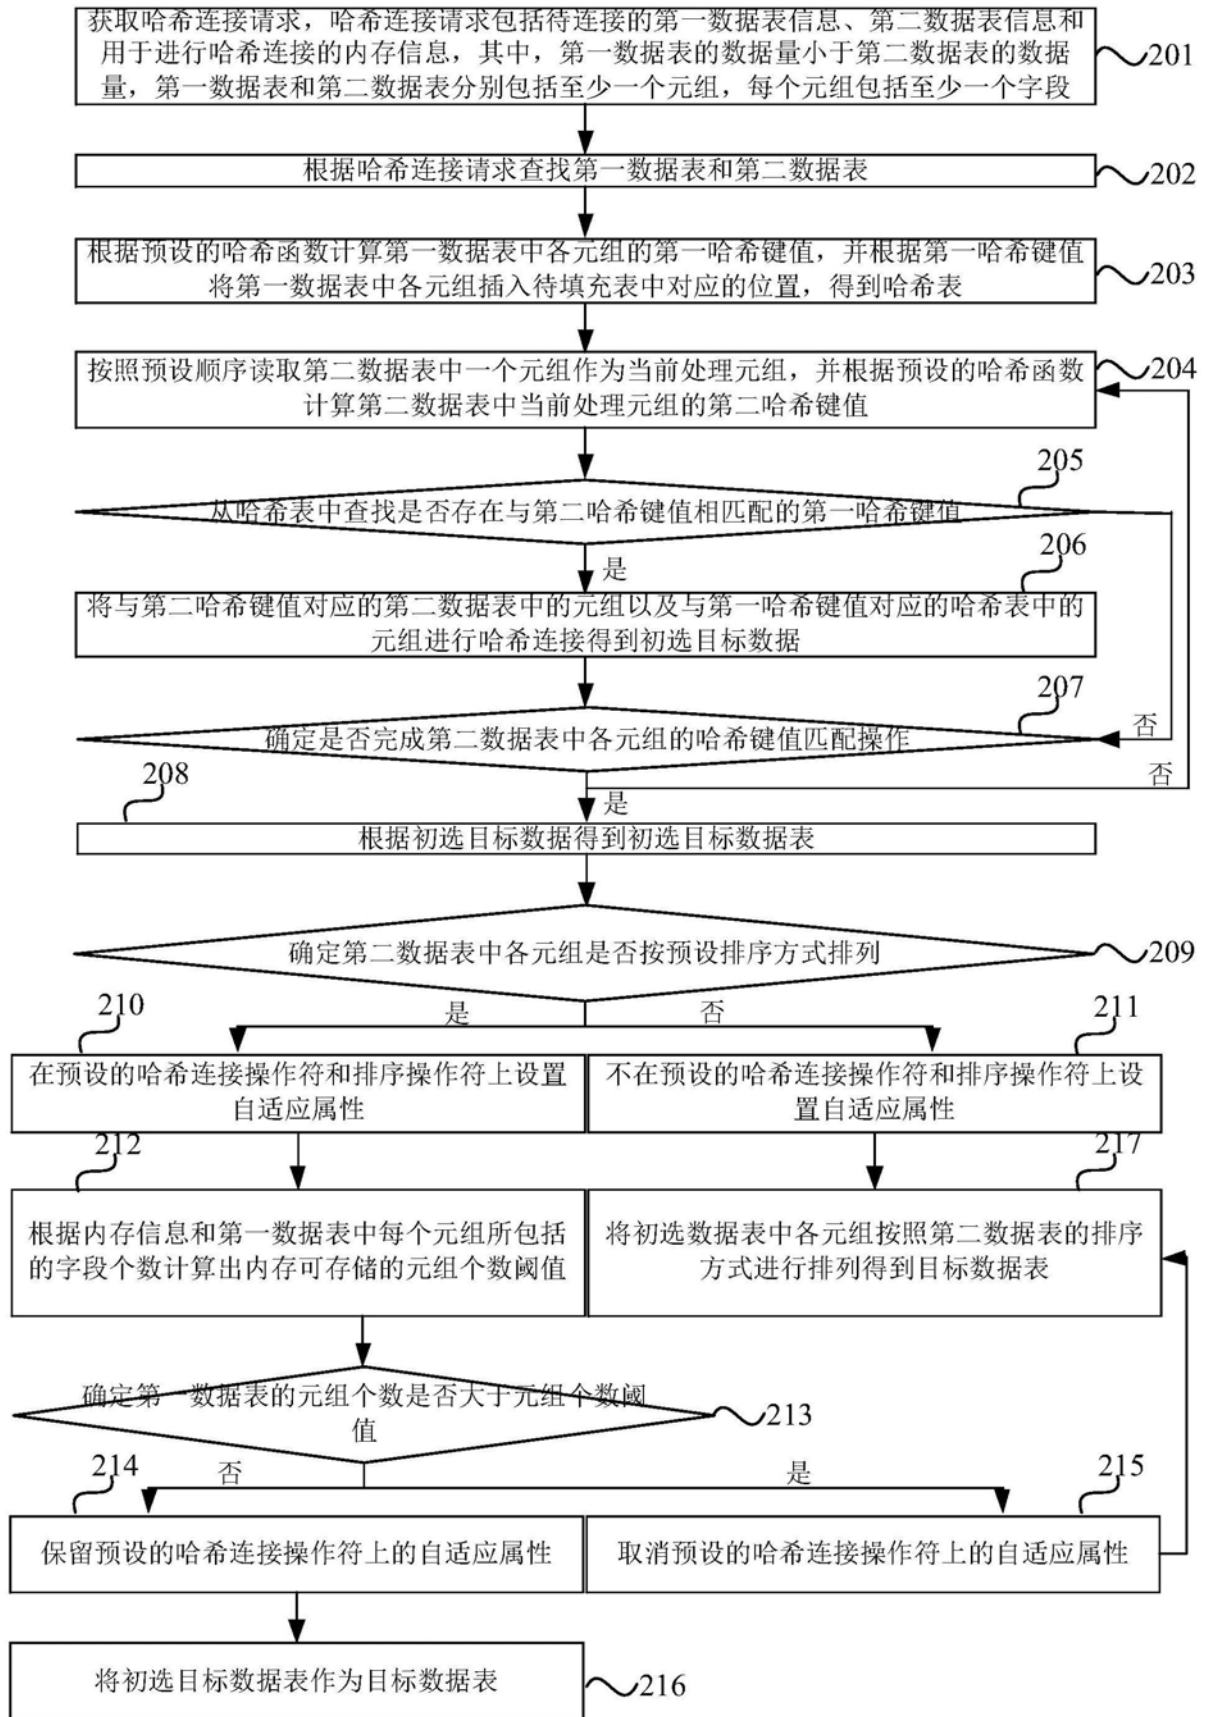 获取哈希连接请求，哈希连接请求包括待连接的第一数据表信息、第二数据表信息和
用于进行哈希连接的内存信息，其中，第一数据表的数据量小于第二数据表的数据
量，第一数据表和第二数据表分别包括至少一个元组，每个元组包括至少一个字段
201
根据哈希连接请求查找第一数据表和第二数据表
202
根据预设的哈希函数计算第一数据表中各元组的第一哈希键值，并根据第一哈希键值
将第一数据表中各元组插入待填充表中对应的位置，得到哈希表
203
按照预设顺序读取第二数据表中一个元组作为当前处理元组，并根据预设的哈希函数
计算第二数据表中当前处理元组的第二哈希键值
204
205
从哈希表中查找是否存在与第二哈希键值相匹配的第一哈希键值
是
206
将与第二哈希键值对应的第二数据表中的元组以及与第一哈希键值对应的哈希表中的
元组进行哈希连接得到初选目标数据
207
确定是否完成第二数据表中各元组的哈希键值匹配操作
否
否
208
是
根据初选目标数据得到初选目标数据表
确定第二数据表中各元组是否按预设排序方式排列
209
210
是
否
211
在预设的哈希连接操作符和排序操作符上设置
自适应属性
不在预设的哈希连接操作符和排序操作符上设
置自适应属性
212
217
根据内存信息和第一数据表中每个元组所包括
的字段个数计算出内存可存储的元组个数阈值
将初选数据表中各元组按照第二数据表的排序
方式进行排列得到目标数据表
确定第一数据表的元组个数是否大于元组个数阈
值
213
214
否
是
215
保留预设的哈希连接操作符上的自适应属性
取消预设的哈希连接操作符上的自适应属性
将初选目标数据表作为目标数据表
216